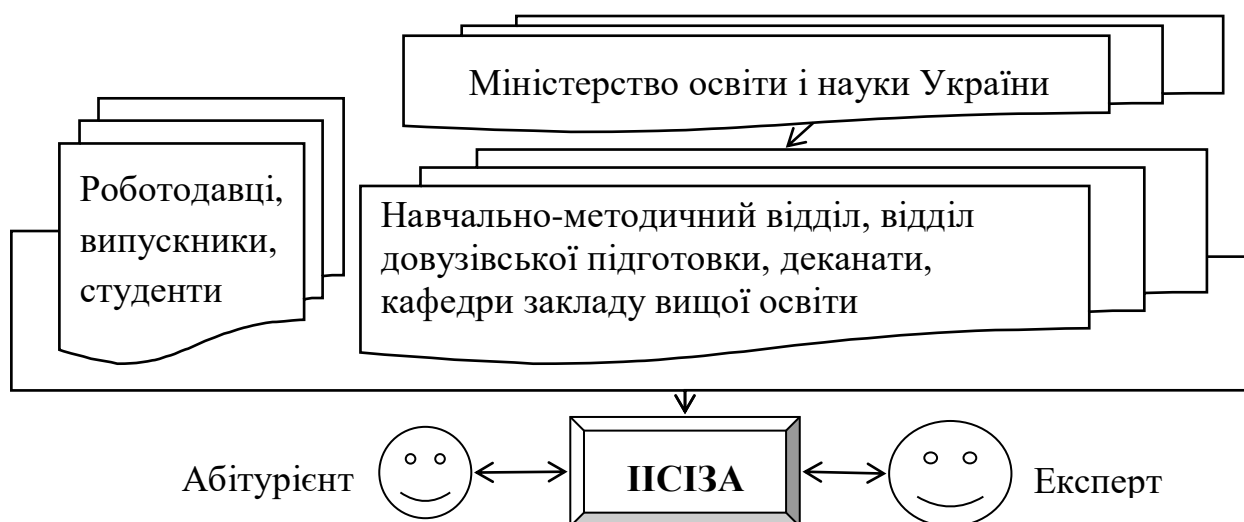 Міністерство освіти і науки України
Роботодавці,
випускники,
студенти
Навчально-методичний відділ, відділ
довузівської підготовки, деканати,
кафедри закладу вищої освіти
Абітурієнт
ІІСІЗА
Експерт